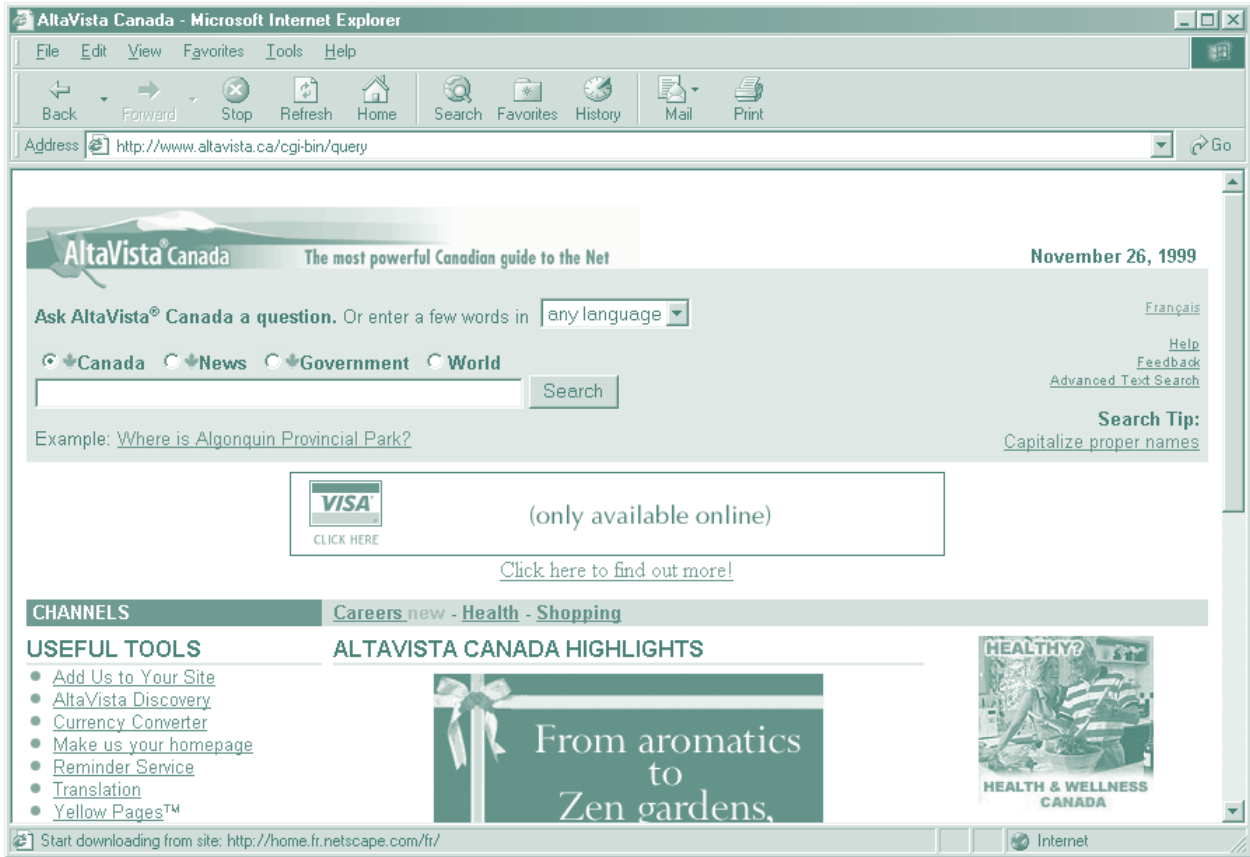 AltaVista Canada - Microsoft Internet Explorer
File Edit View Favorites Tools Help
Back Forward Stop Refresh Home Search Favorites History Mail Print
Address http://www.altavista.ca/cgi-bin/query Go
AltaVista® Canada The most powerful Canadian guide to the Net
November 26, 1999
Ask AltaVista® Canada a question. Or enter a few words in any language
Français
Help
Canada News Government World
Feedback
Advanced Text Search
Search
Search Tip:
Example: Where is Algonquin Provincial Park?
Capitalize proper names
VISA
CLICK HERE
(only available online)
Click here to find out more!
CHANNELS
Careers new - Health - Shopping
USEFUL TOOLS
Add Us to Your Site
AltaVista Discovery
Currency Converter
Make us your homepage
Reminder Service
Translation
Yellow Pages™
ALTAVISTA CANADA HIGHLIGHTS
From aromatics
to
Zen gardens,
HEALTHY?
HEALTH & WELLNESS
CANADA
Start downloading from site: http://home.fr.netscape.com/fr/
Internet